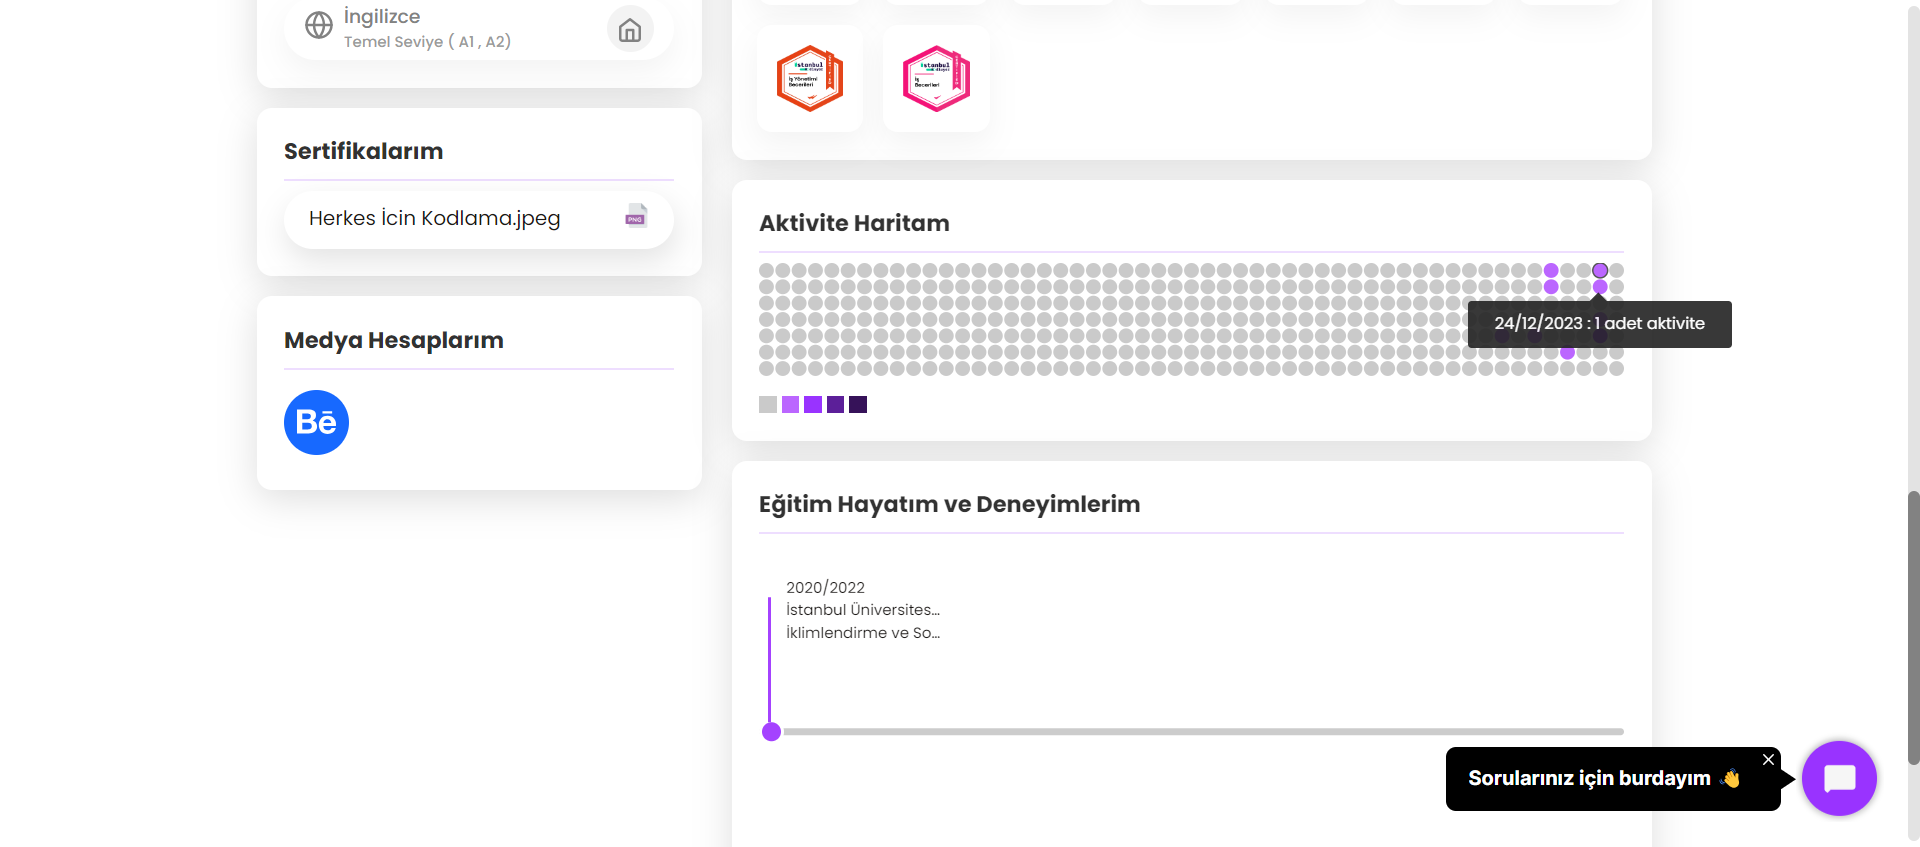 İngilizce
Temel Seviye ( A1 , A2)
Sertifikalarım
Herkes İcin Kodlama.jpeg
PNG
Medya Hesaplarım
Bē
istanbul
İş Yönetimi
Becerileri
istanbul
İş
Becerileri
Aktivite Haritam
24/12/2023 : 1 adet aktivite
Eğitim Hayatım ve Deneyimlerim
2020/2022
İstanbul Üniversites...
İklimlendirme ve So...
Sorularınız için burdayım 👋